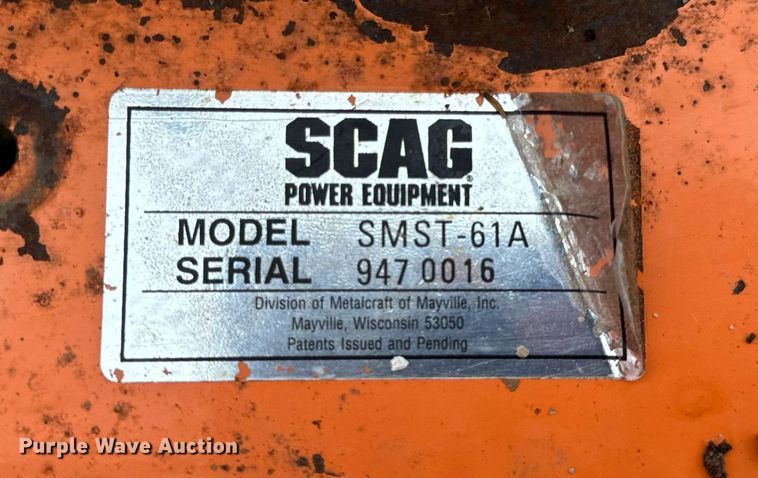 SCAG®
POWER EQUIPMENT
MODEL SMST-61A
SERIAL 947 0016
Division of Metalcraft of Mayville, Inc.
Mayville, Wisconsin 53050
Patents Issued and Pending
Purple Wave Auction